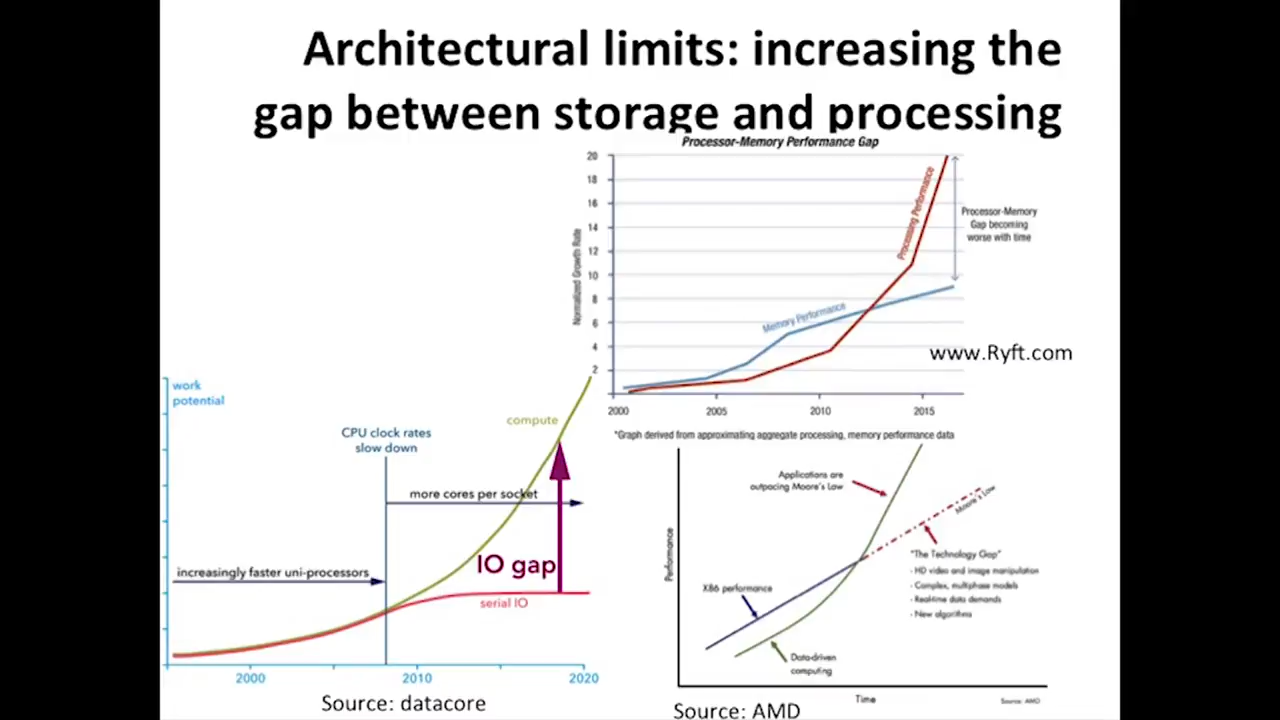 Architectural limits: increasing the
gap between storage and processing
Processor-Memory Performance Gap
20
18
16
14
12
10
8
6
4
2
Normalized Growth Rate
Processing Performance
Memory Performance
Processor-Memory
Gap becoming
worse with time
2000
2005
2010
2015
*Graph derived from approximating aggregate processing, memory performance data
www.Ryft.com
work
potential
CPU clock rates
slow down
compute
more cores per socket
increasingly faster uni-processors
IO gap
serial IO
2000
2010
2020
Source: datacore
Performance
Applications are
outpacing Moore's Law
Moore's Law
"The Technology Gap"
- HD video and image manipulation
- Complex, multiphase models
- Real-time data demands
- New algorithms
X86 performance
Data-driven
computing
Time
Source: AMD
Source: AMD